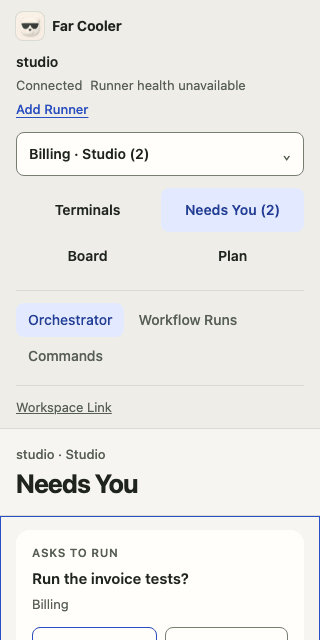 Far Cooler
studio
Connected Runner health unavailable
Add Runner
Billing · Studio (2)
Terminals
Needs You (2)
Board
Plan
Orchestrator
Workflow Runs
Commands
Workspace Link
studio · Studio
Needs You
ASKS TO RUN
Run the invoice tests?
Billing